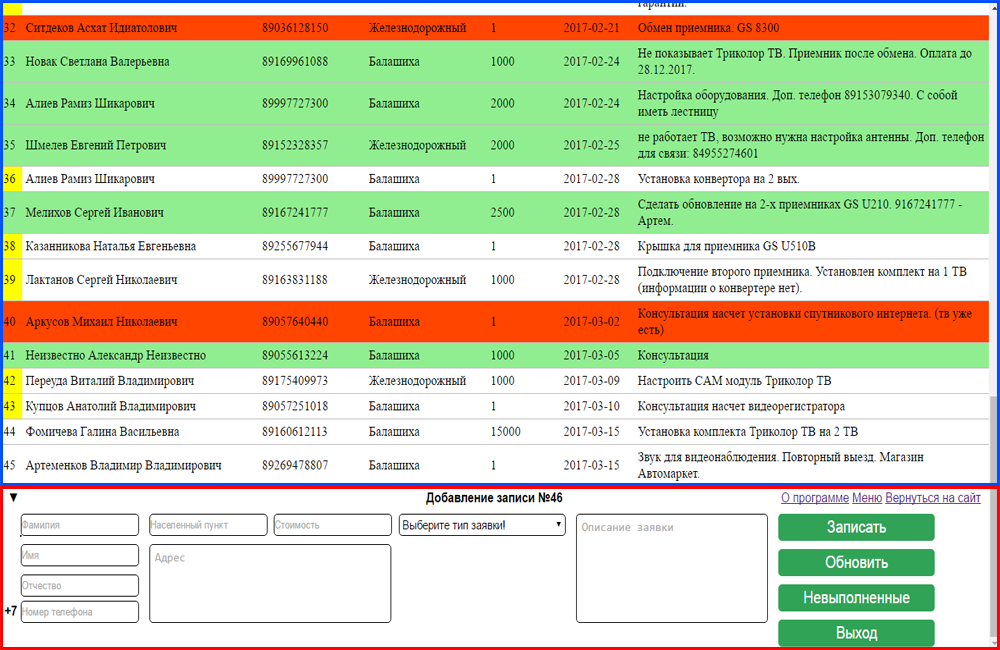 гарантии.
32 Ситдеков Асхат Идиатолович 89036128150 Железнодорожный 1 2017-02-21 Обмен приемника. GS 8300
33 Новак Светлана Валерьевна 89169961088 Балашиха 1000 2017-02-24 Не показывает Триколор ТВ. Приемник после обмена. Оплата до
28.12.2017.
34 Алиев Рамиз Шикарович 89997727300 Балашиха 2000 2017-02-24 Настройка оборудования. Доп. телефон 89153079340. С собой
иметь лестницу
35 Шмелев Евгений Петрович 89152328357 Железнодорожный 2000 2017-02-25 не работает ТВ, возможно нужна настройка антенны. Доп. телефон
для связи: 84955274601
36 Алиев Рамиз Шикарович 89997727300 Балашиха 1 2017-02-28 Установка конвертора на 2 вых.
37 Мелихов Сергей Иванович 89167241777 Балашиха 2500 2017-02-28 Сделать обновление на 2-х приемниках GS U210. 9167241777 -
Артем.
38 Казанникова Наталья Евгеньевна 89255677944 Балашиха 1 2017-02-28 Крышка для приемника GS U510B
39 Лактанов Сергей Николаевич 89163831188 Железнодорожный 1000 2017-02-28 Подключение второго приемника. Установлен комплект на 1 ТВ
(информации о конвертере нет).
40 Аркусов Михаил Николаевич 89057640440 Балашиха 1 2017-03-02 Консультация насчет установки спутникового интернета. (тв уже
есть)
41 Неизвестно Александр Неизвестно 89055613224 Балашиха 1000 2017-03-05 Консультация
42 Переуда Виталий Владимирович 89175409973 Железнодорожный 1000 2017-03-09 Настроить CAM модуль Триколор ТВ
43 Купцов Анатолий Владимирович 89057251018 Балашиха 1 2017-03-10 Консультация насчет видеорегистратора
44 Фомичева Галина Васильевна 89160612113 Балашиха 15000 2017-03-15 Установка комплекта Триколор ТВ на 2 ТВ
45 Артеменков Владимир Владимирович 89269478807 Балашиха 1 2017-03-15 Звук для видеонаблюдения. Повторный выезд. Магазин
Автомаркет.
▼ Добавление записи №46 О программе Меню Вернуться на сайт
Фамилия Населенный пункт Стоимость Выберите тип заявки! Описание заявки Записать
Имя Адрес Обновить
Отчество Невыполненные
+7 Номер телефона
Выход